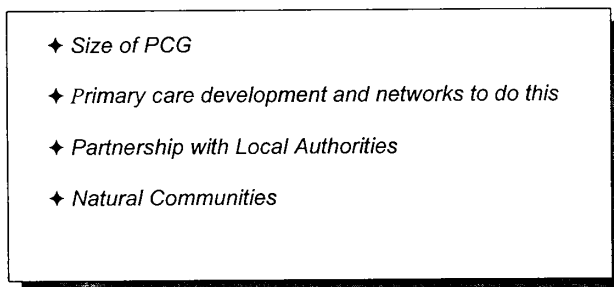 ✦ Size of PCG
✦ Primary care development and networks to do this
✦ Partnership with Local Authorities
✦ Natural Communities